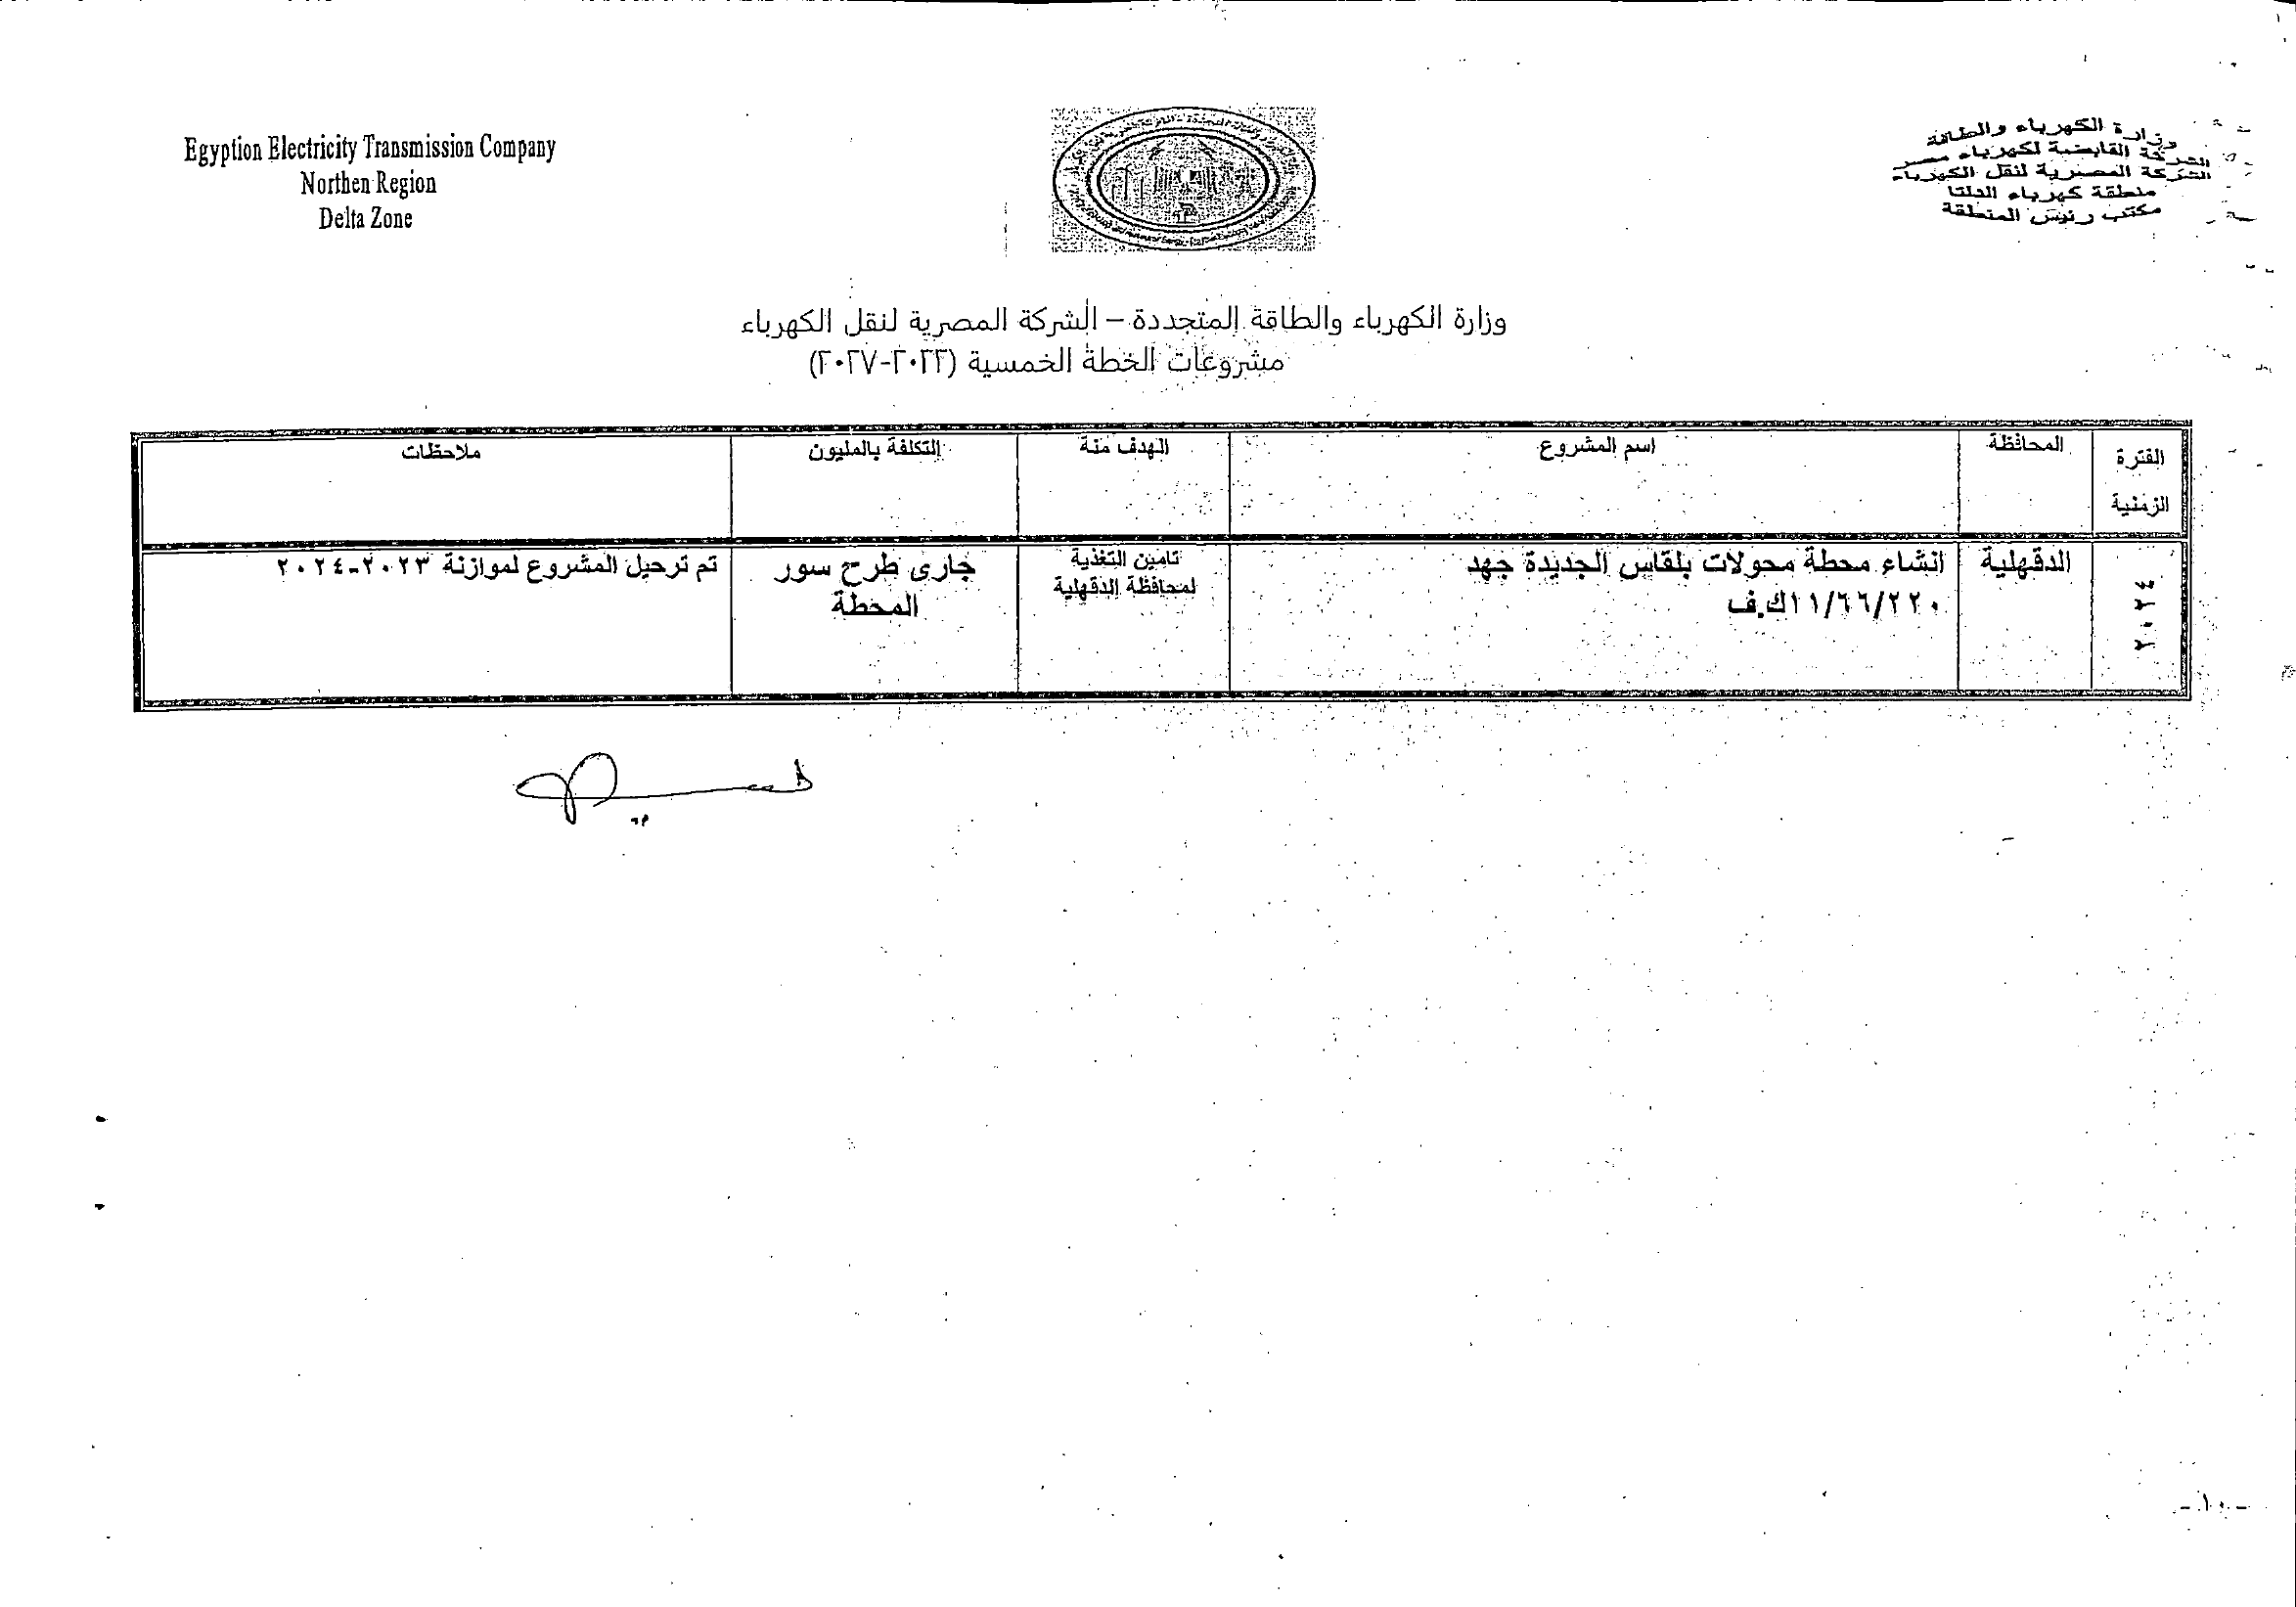 Egyption Electricity Transmission Company
Northen Region
Delta Zone
وزارة الكهرباء والطاقة
الشركة القابضة لكهرباء مصر
الشركة المصرية لنقل الكهرباء
منطقة كهرباء الدلتا
مكتب رئيس المنطقة
وزارة الكهرباء والطاقة المتجددة – الشركة المصرية لنقل الكهرباء
مشروعات الخطة الخمسية (٢٠٢٢-٢٠٢٧)
الفترة الزمنية
المحافظة
اسم المشروع
الهدف منة
التكلفة بالمليون
ملاحظات
٢٠٢٤
الدقهلية
انشاء محطة محولات بلقاس الجديدة جهد
٢٢٠/٦٦/١١ك.ف
تامين التغذية
لمحافظة الدقهلية
جارى طرح سور
المحطة
تم ترحيل المشروع لموازنة ٢٠٢٣-٢٠٢٤